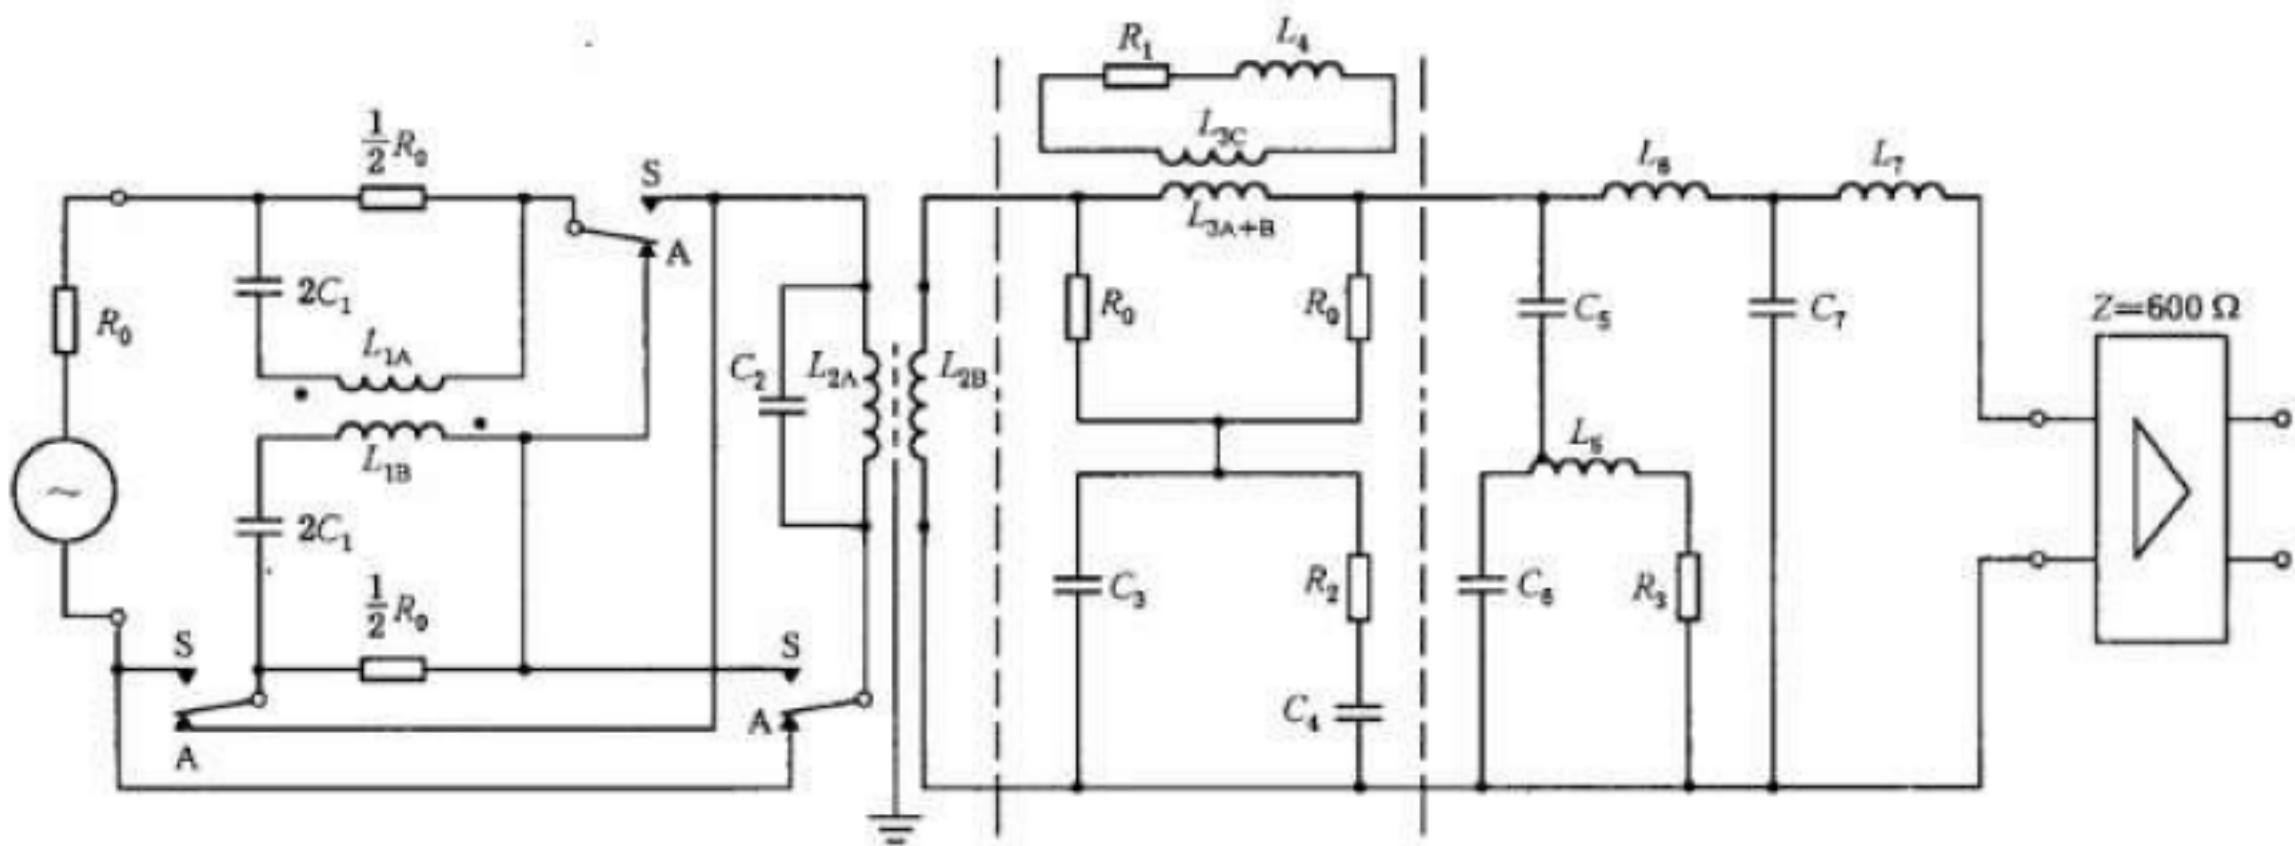 R₁
L₄
L₃C
L₃A+B
½R₀
S
A
2C₁
R₀
L₁A
L₁B
2C₁
½R₀
S
A
C₂
L₂A
L₂B
S
A
R₀
R₀
C₃
R₂
C₄
L₆
L₇
C₅
C₇
L₅
C₆
R₃
Z=600 Ω
~